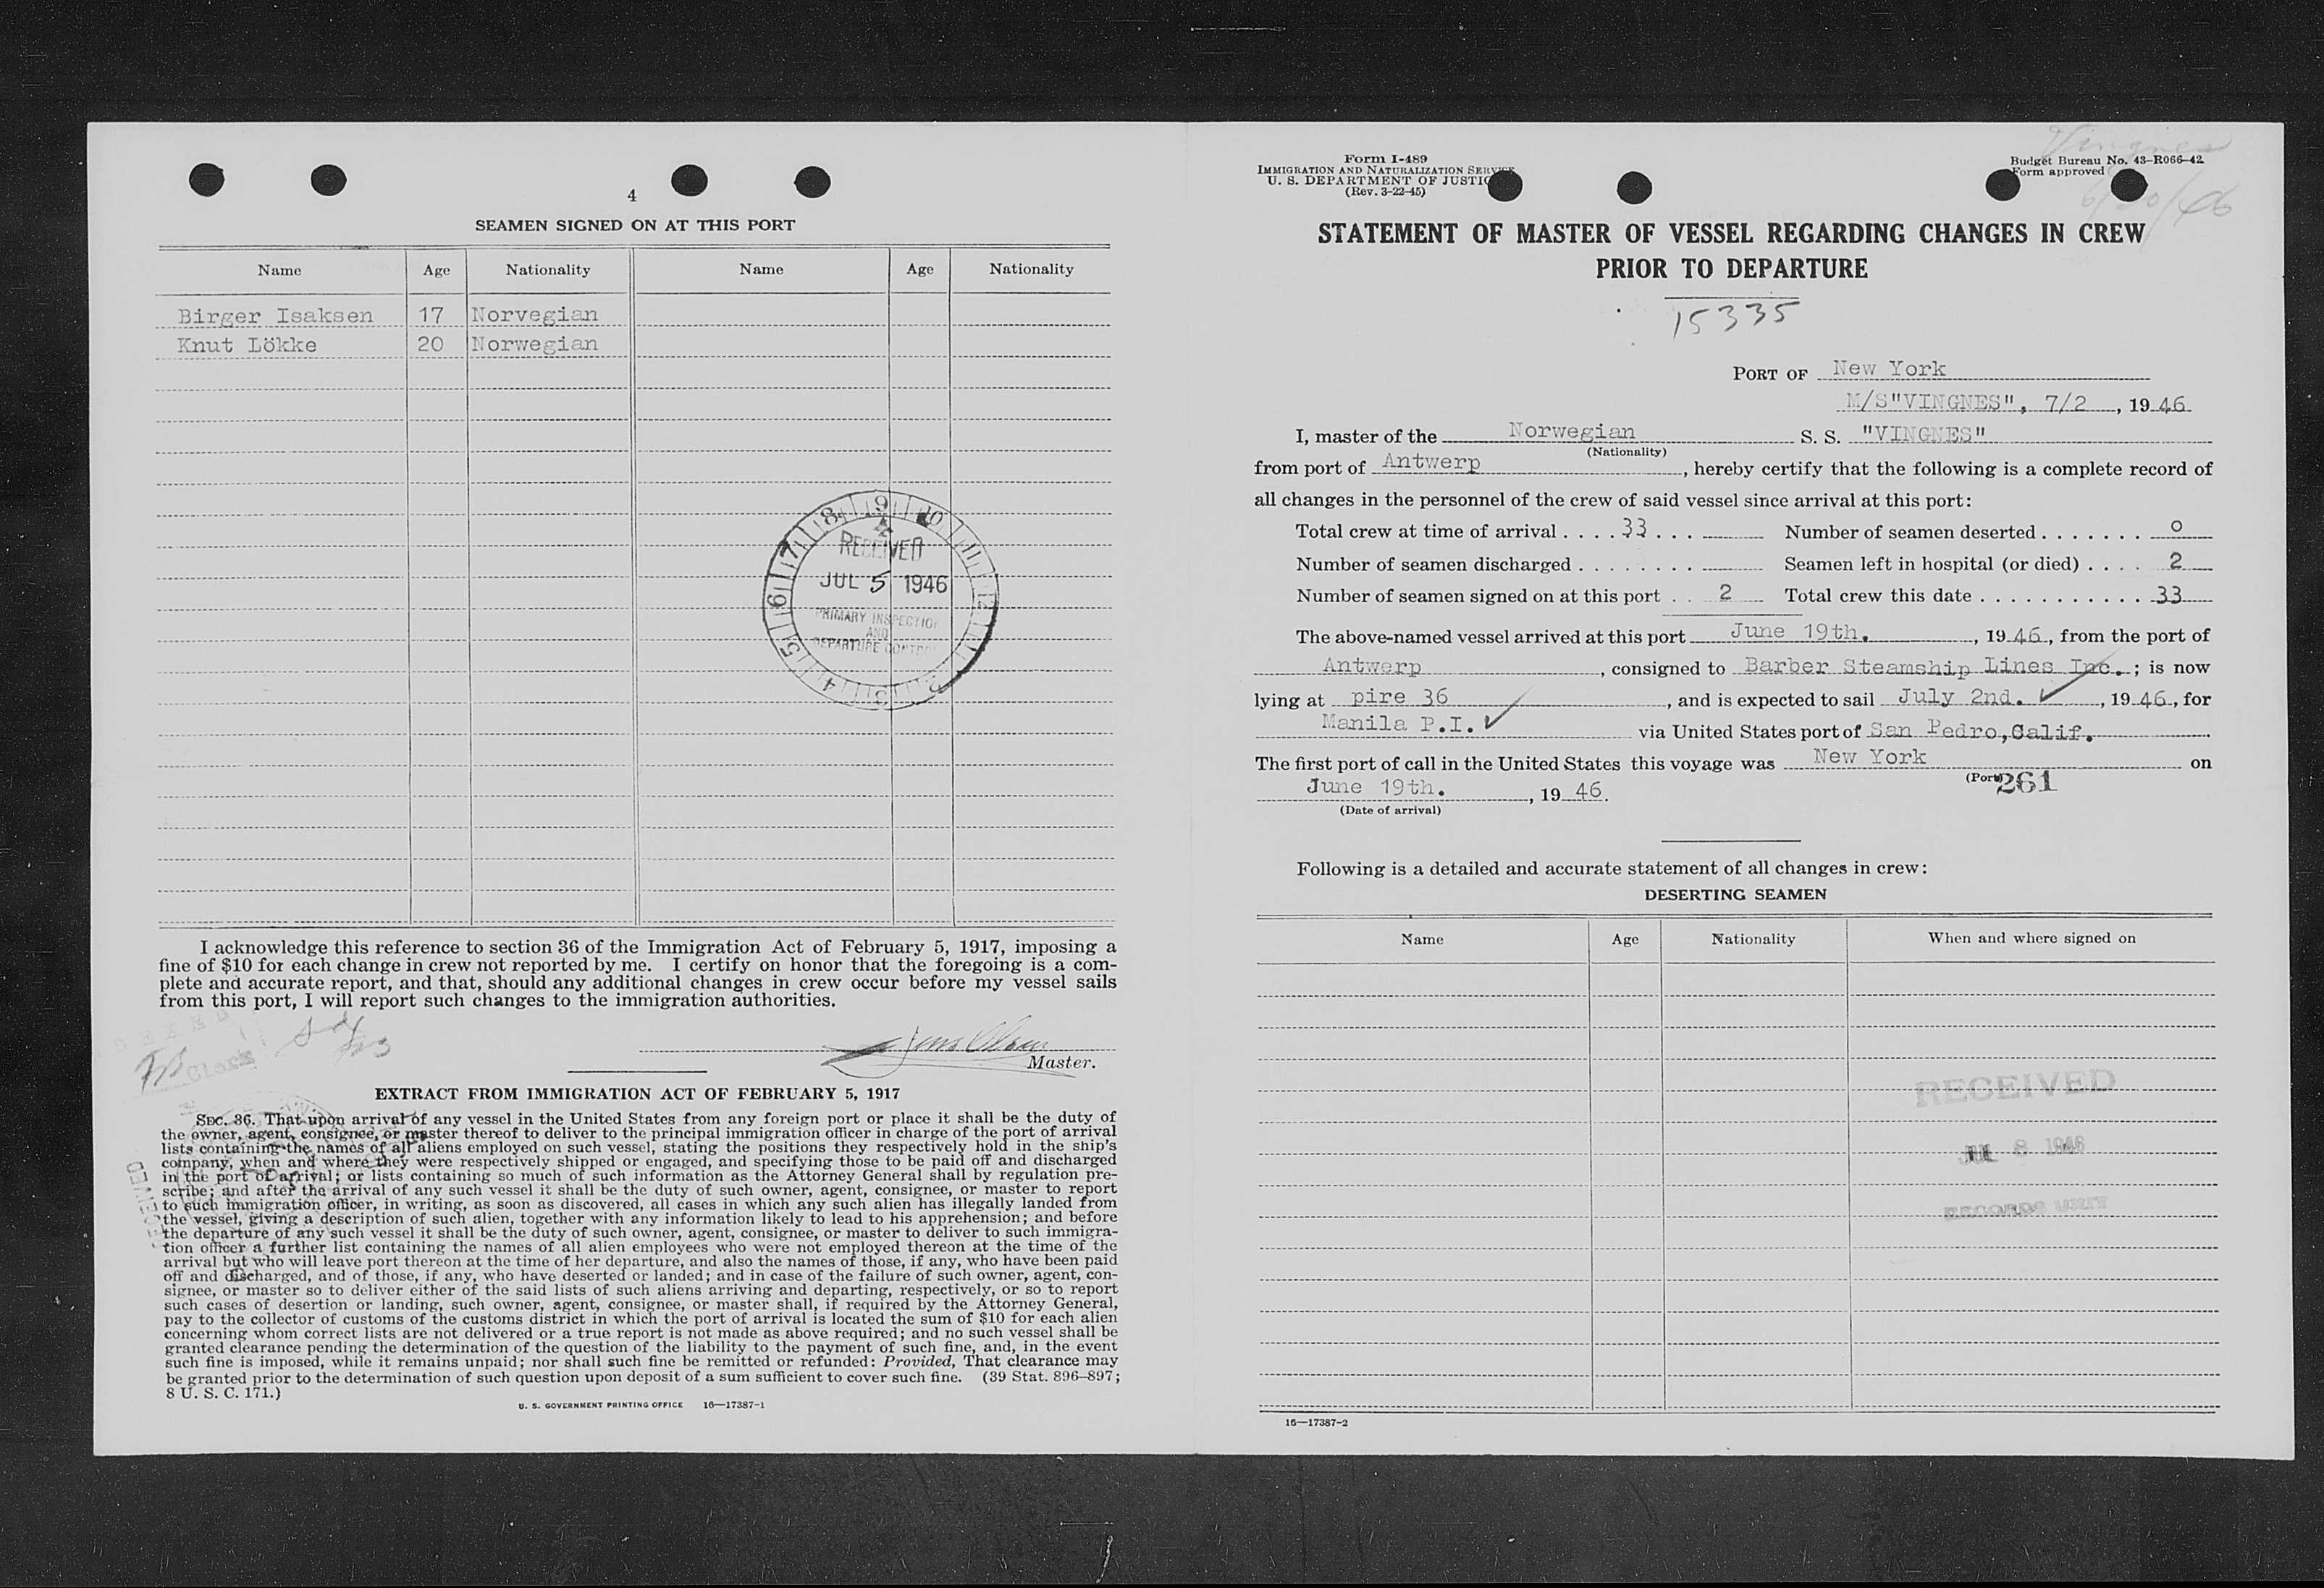 4
SEAMEN SIGNED ON AT THIS PORT
Name Age Nationality Name Age Nationality
Birger Isaksen 17 Norvegian
Knut Lökke 20 Norwegian
RECEIVED
JUL 5 1946
PRIMARY INSPECTION
AND
DEPARTURE CONTROL
I acknowledge this reference to section 36 of the Immigration Act of February 5, 1917, imposing a
fine of $10 for each change in crew not reported by me. I certify on honor that the foregoing is a com-
plete and accurate report, and that, should any additional changes in crew occur before my vessel sails
from this port, I will report such changes to the immigration authorities.
Master.
EXTRACT FROM IMMIGRATION ACT OF FEBRUARY 5, 1917
SEC. 36. That upon arrival of any vessel in the United States from any foreign port or place it shall be the duty of
the owner, agent, consignee, or master thereof to deliver to the principal immigration officer in charge of the port of arrival
lists containing the names of all aliens employed on such vessel, stating the positions they respectively hold in the ship's
company, when and where they were respectively shipped or engaged, and specifying those to be paid off and discharged
in the port of arrival; or lists containing so much of such information as the Attorney General shall by regulation pre-
scribe; and after the arrival of any such vessel it shall be the duty of such owner, agent, consignee, or master to report
to such immigration officer, in writing, as soon as discovered, all cases in which any such alien has illegally landed from
the vessel, giving a description of such alien, together with any information likely to lead to his apprehension; and before
the departure of any such vessel it shall be the duty of such owner, agent, consignee, or master to deliver to such immigra-
tion officer a further list containing the names of all alien employees who were not employed thereon at the time of the
arrival but who will leave port thereon at the time of her departure, and also the names of those, if any, who have been paid
off and discharged, and of those, if any, who have deserted or landed; and in case of the failure of such owner, agent, con-
signee, or master so to deliver either of the said lists of such aliens arriving and departing, respectively, or so to report
such cases of desertion or landing, such owner, agent, consignee, or master shall, if required by the Attorney General,
pay to the collector of customs of the customs district in which the port of arrival is located the sum of $10 for each alien
concerning whom correct lists are not delivered or a true report is not made as above required; and no such vessel shall be
granted clearance pending the determination of the question of the liability to the payment of such fine, and, in the event
such fine is imposed, while it remains unpaid; nor shall such fine be remitted or refunded: Provided, That clearance may
be granted prior to the determination of such question upon deposit of a sum sufficient to cover such fine. (39 Stat. 896–897;
8 U. S. C. 171.)
U. S. GOVERNMENT PRINTING OFFICE 16—17387-1
Vingnes
Form I-489
IMMIGRATION AND NATURALIZATION SERVICE
U. S. DEPARTMENT OF JUSTICE
(Rev. 3-22-45)
Budget Bureau No. 43-R066-42
Form approved
STATEMENT OF MASTER OF VESSEL REGARDING CHANGES IN CREW
PRIOR TO DEPARTURE
15335
PORT OF New York
M/S"VINGNES", 7/2, 1946
I, master of the Norwegian S. S. "VINGNES"
(Nationality)
from port of Antwerp, hereby certify that the following is a complete record of
all changes in the personnel of the crew of said vessel since arrival at this port:
Total crew at time of arrival .... 33 ... Number of seamen deserted ....... 0
Number of seamen discharged ........ Seamen left in hospital (or died) .... 2
Number of seamen signed on at this port . 2 Total crew this date ............ 33
The above-named vessel arrived at this port June 19th., 1946, from the port of
Antwerp, consigned to Barber Steamship Lines Inc.; is now
lying at pire 36, and is expected to sail July 2nd., 1946, for
Manila P.I. via United States port of San Pedro,Calif.
The first port of call in the United States this voyage was New York on
(Port) 261
June 19th., 1946.
(Date of arrival)
Following is a detailed and accurate statement of all changes in crew:
DESERTING SEAMEN
Name Age Nationality When and where signed on
RECEIVED
JUL 8 1946
RECORDS UNIT
16—17387-2